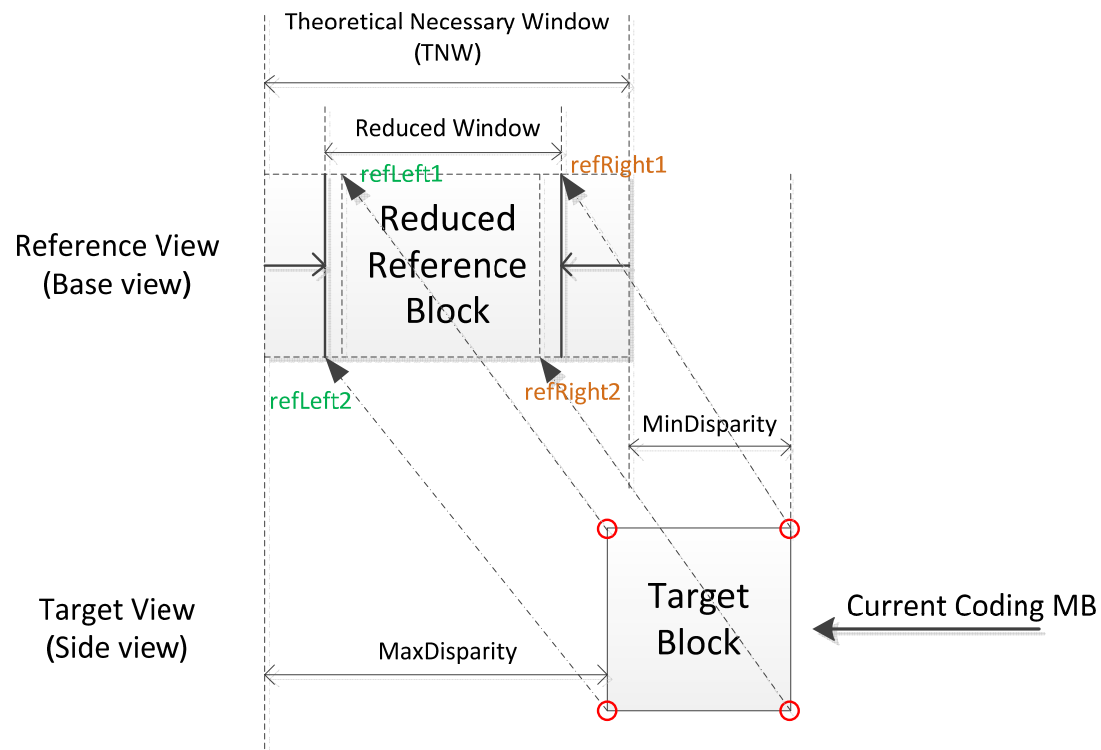 Theoretical Necessary Window
(TNW)
Reduced Window
refLeft1
refRight1
Reduced
Reference
Block
Reference View
(Base view)
refLeft2
refRight2
MinDisparity
Target
Block
Current Coding MB
Target View
(Side view)
MaxDisparity